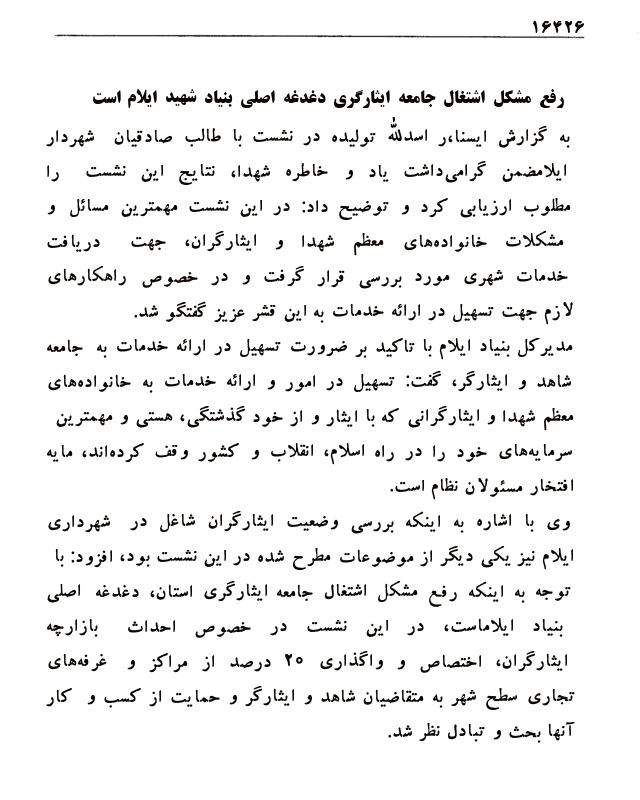 ۱۶۴۲۶
رفع مشکل اشتغال جامعه ایثارگری دغدغه اصلی بنیاد شهید ایلام است
به گزارش ایسنا،ر اسدالله تولیده در نشست با طالب صادقیان شهردار
ایلامضمن گرامی‌داشت یاد و خاطره شهدا، نتایج این نشست را
مطلوب ارزیابی کرد و توضیح داد: در این نشست مهمترین مسائل و
مشکلات خانواده‌های معظم شهدا و ایثارگران، جهت دریافت
خدمات شهری مورد بررسی قرار گرفت و در خصوص راهکارهای
لازم جهت تسهیل در ارائه خدمات به این قشر عزیز گفتگو شد.
مدیرکل بنیاد ایلام با تاکید بر ضرورت تسهیل در ارائه خدمات به جامعه
شاهد و ایثارگر، گفت: تسهیل در امور و ارائه خدمات به خانواده‌های
معظم شهدا و ایثارگرانی که با ایثار و از خود گذشتگی، هستی و مهمترین
سرمایه‌های خود را در راه اسلام، انقلاب و کشور وقف کرده‌اند، مایه
افتخار مسئولان نظام است.
وی با اشاره به اینکه بررسی وضعیت ایثارگران شاغل در شهرداری
ایلام نیز یکی دیگر از موضوعات مطرح شده در این نشست بود، افزود: با
توجه به اینکه رفع مشکل اشتغال جامعه ایثارگری استان، دغدغه اصلی
بنیاد ایلاماست، در این نشست در خصوص احداث بازارچه
ایثارگران، اختصاص و واگذاری ۲۰ درصد از مراکز و غرفه‌های
تجاری سطح شهر به متقاضیان شاهد و ایثارگر و حمایت از کسب و کار
آنها بحث و تبادل نظر شد.